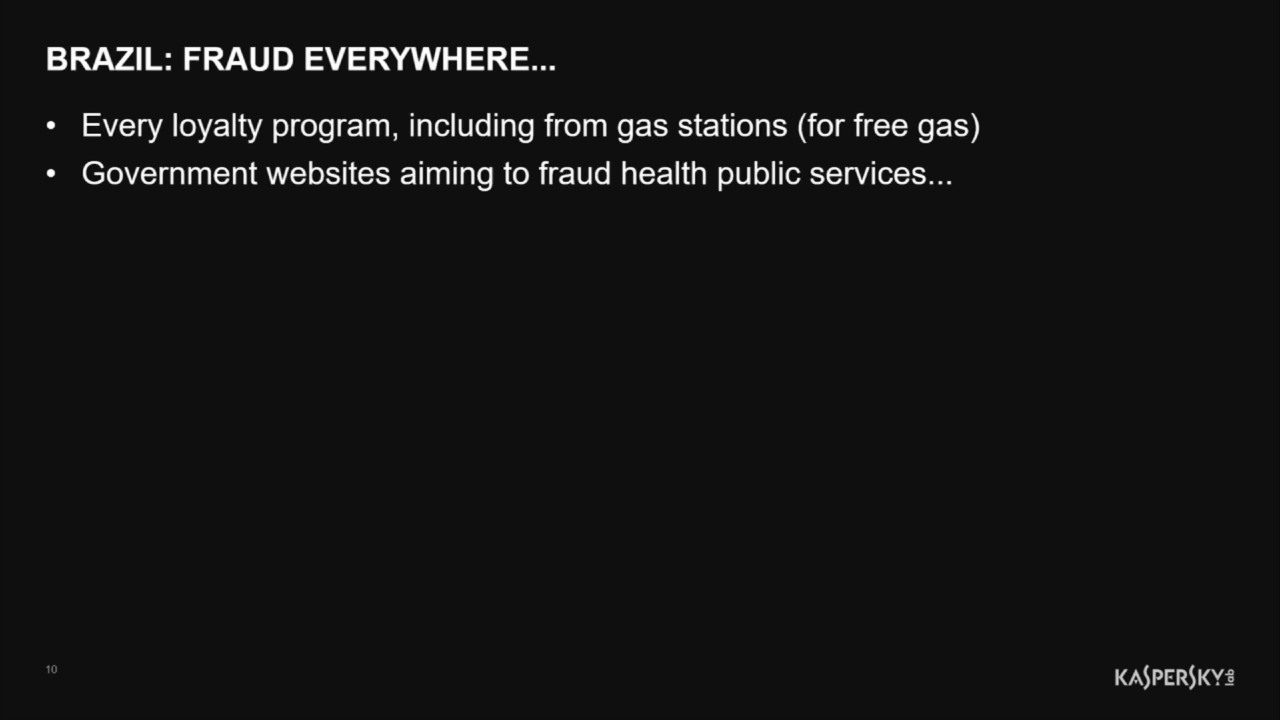 BRAZIL: FRAUD EVERYWHERE...
• Every loyalty program, including from gas stations (for free gas)
• Government websites aiming to fraud health public services...
10
KASPERSKY lab